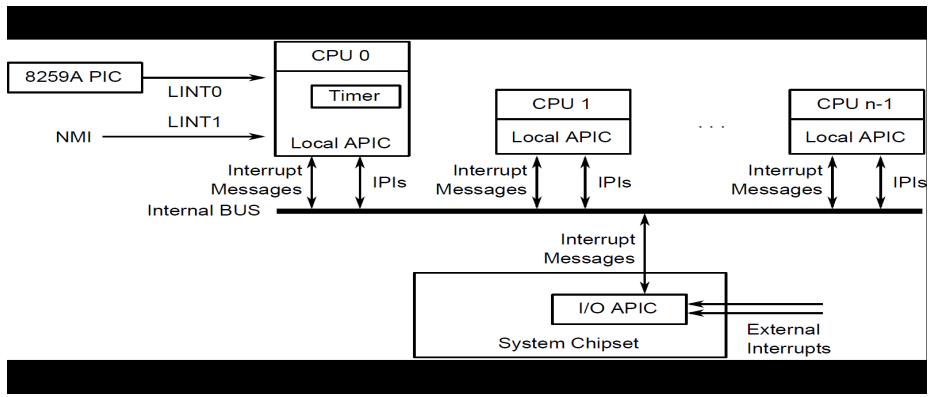 CPU 0
8259A PIC
LINT0
Timer
CPU 1
CPU n-1
. . .
LINT1
NMI
Local APIC
Local APIC
Local APIC
Interrupt
Messages
IPIs
Interrupt
Messages
IPIs
Interrupt
Messages
IPIs
Internal BUS
Interrupt
Messages
I/O APIC
System Chipset
External
Interrupts